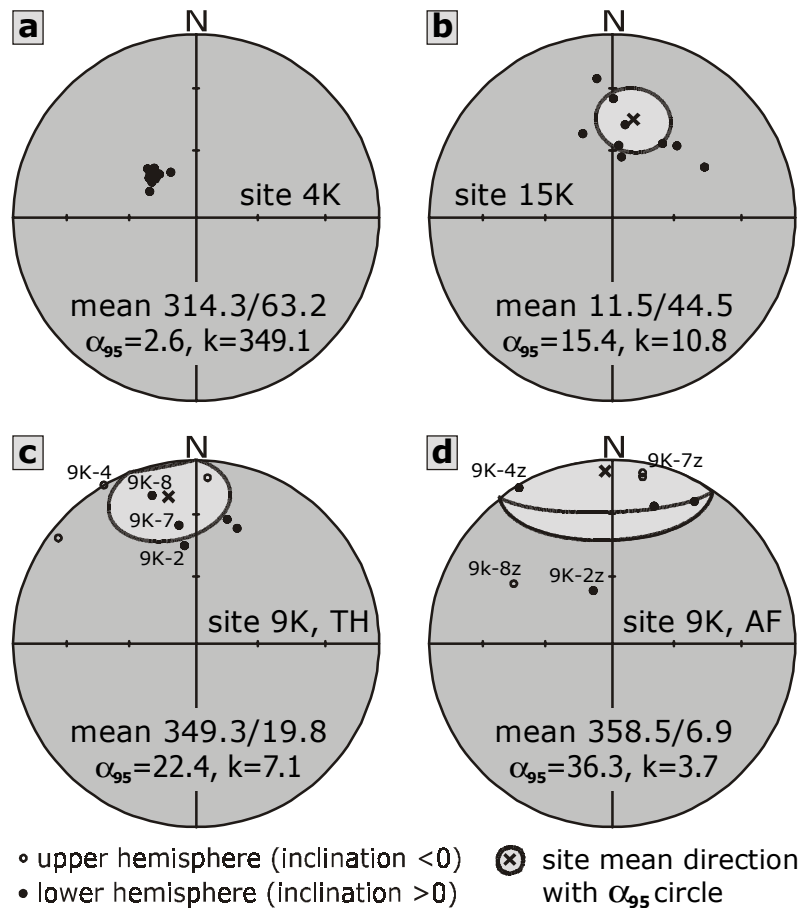 a
N
site 4K
mean 314.3/63.2
α95=2.6, k=349.1
b
N
site 15K
mean 11.5/44.5
α95=15.4, k=10.8
c
N
9K-4
9K-8
9K-7
9K-2
site 9K, TH
mean 349.3/19.8
α95=22.4, k=7.1
d
N
9K-4z
9K-7z
9k-8z
9K-2z
site 9K, AF
mean 358.5/6.9
α95=36.3, k=3.7
upper hemisphere (inclination <0)
lower hemisphere (inclination >0)
site mean direction
with α95 circle